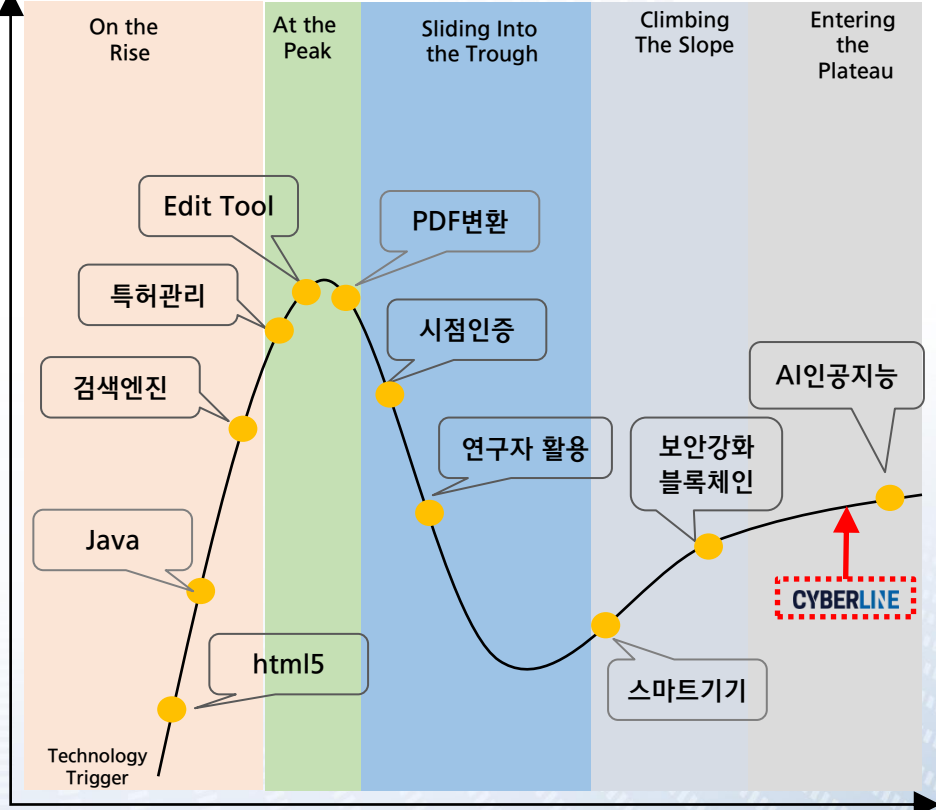 On the
Rise
At the
Peak
Sliding Into
the Trough
Climbing
The Slope
Entering
the
Plateau
Edit Tool
PDF변환
특허관리
시점인증
검색엔진
AI인공지능
연구자 활용
보안강화
블록체인
Java
CYBERLINE
html5
스마트기기
Technology
Trigger